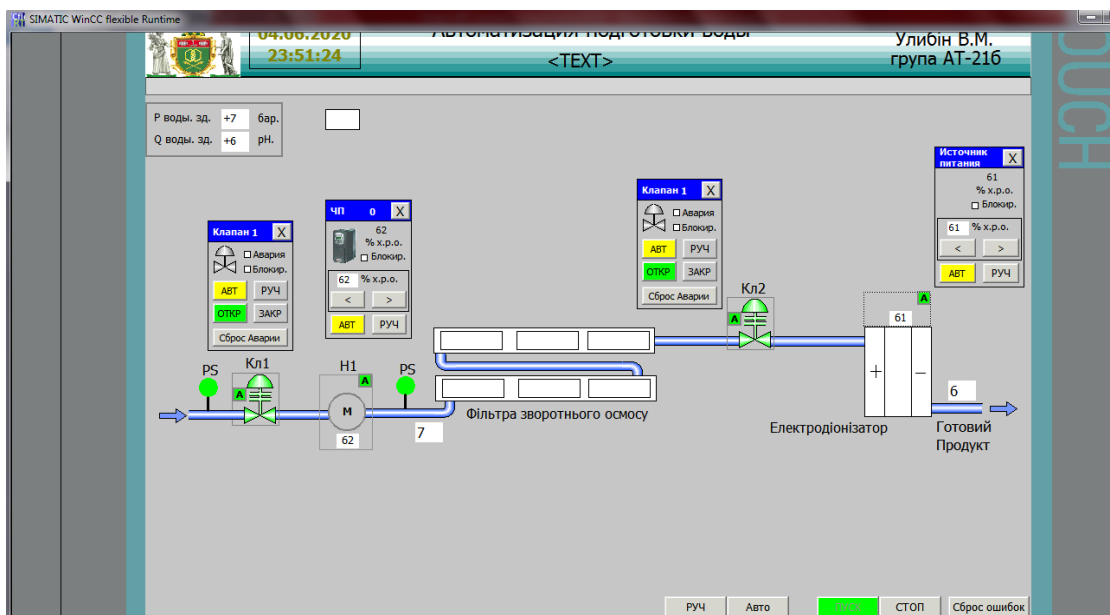 SIMATIC WinCC flexible Runtime
04.06.2020
23:51:24
Автоматизация подготовки воды
<TEXT>
Улибін В.М.
група АТ-21б
OUCH
P воды. зд. +7 бар.
Q воды. зд. +6 pH.
Источник
питания X
61
% х.р.о.
Блокир.
61 % х.р.о.
< >
АВТ РУЧ
Клапан 1 X
Авария
Блокир.
АВТ РУЧ
ОТКР ЗАКР
Сброс Аварии
ЧП 0 X
62
% х.р.о.
Блокир.
62 % х.р.о.
< >
АВТ РУЧ
Клапан 1 X
Авария
Блокир.
АВТ РУЧ
ОТКР ЗАКР
Сброс Аварии
Кл2
A
A
61
+ −
PS
Кл1
A
Н1
A
M
62
PS
7
Фільтра зворотнього осмосу
Електродіонізатор
6
Готовий
Продукт
РУЧ Авто СТОП Сброс ошибок